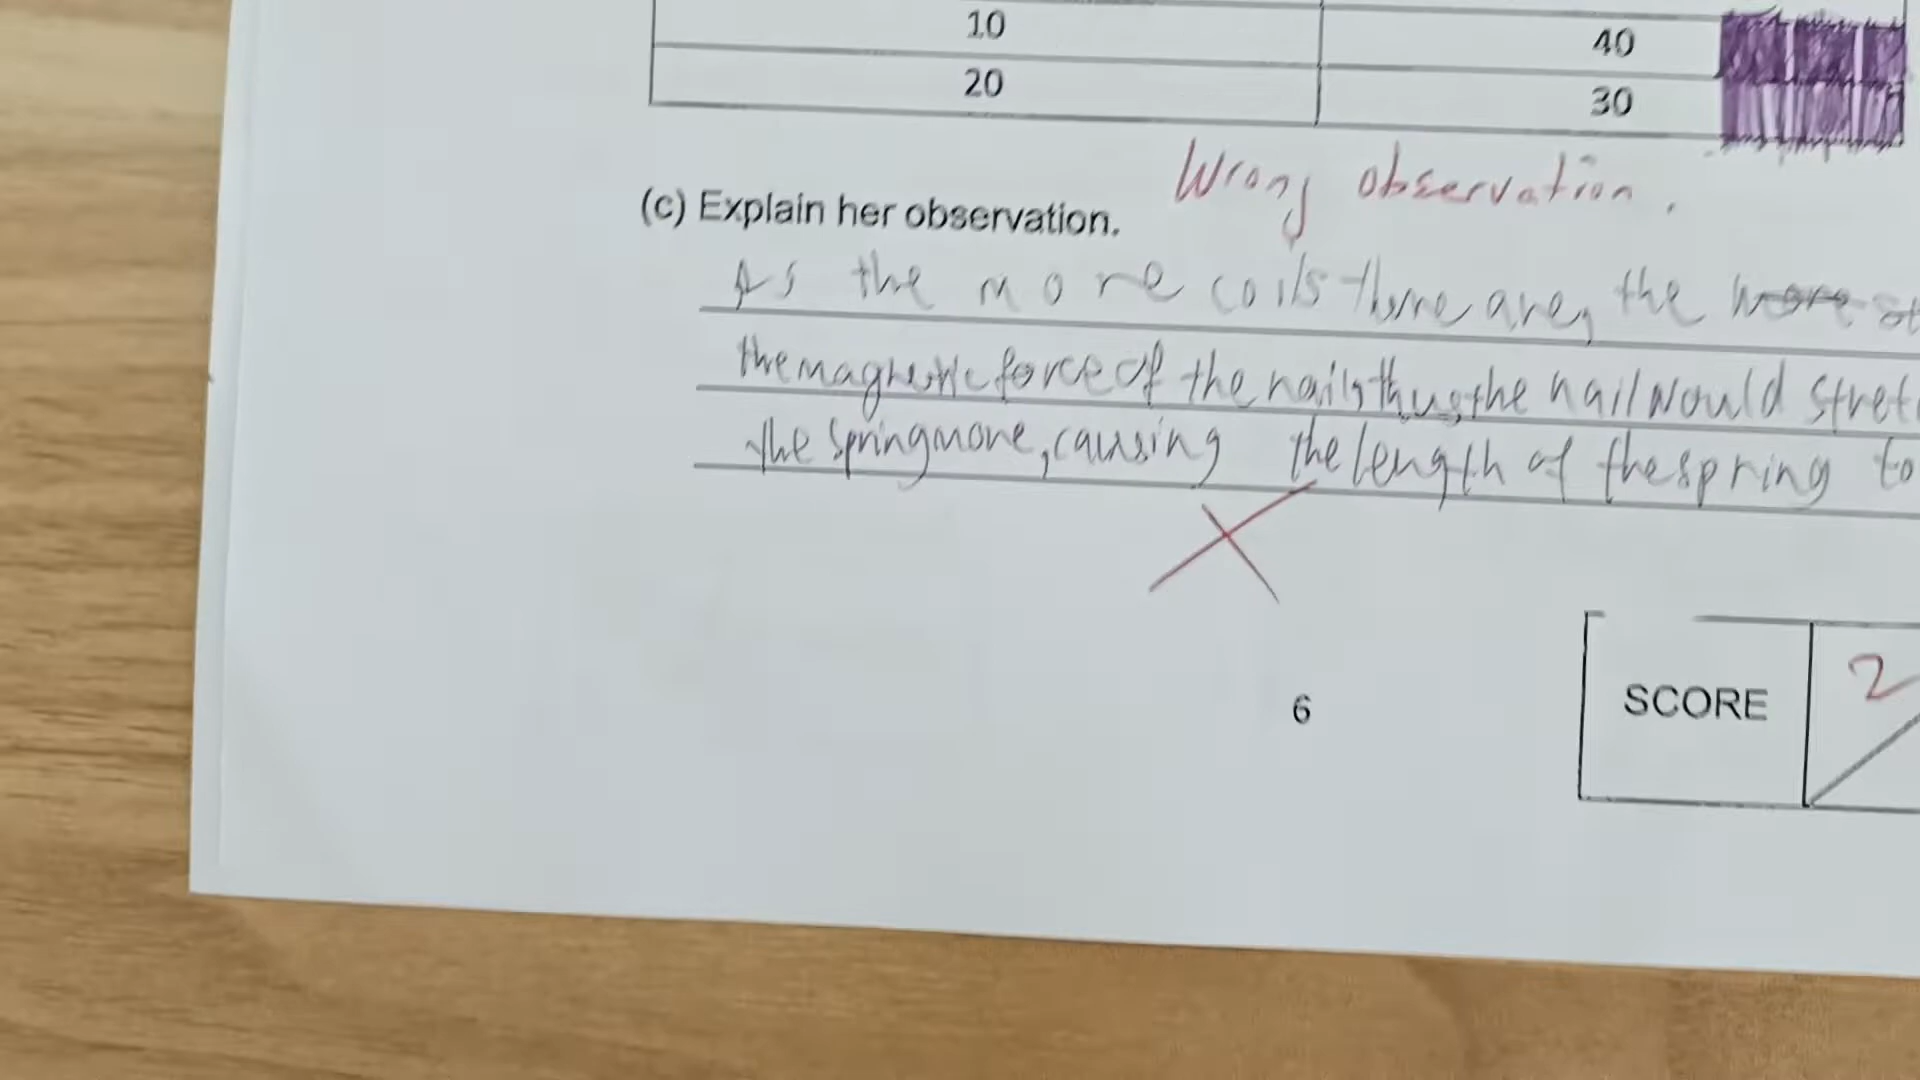 10 40
20 30
Wrong observation.
(c) Explain her observation.
As the more coils there are, the more st
the magnetic force of the nail, thus, the nail would stret
the spring more, causing the length of the spring to
6
SCORE 2